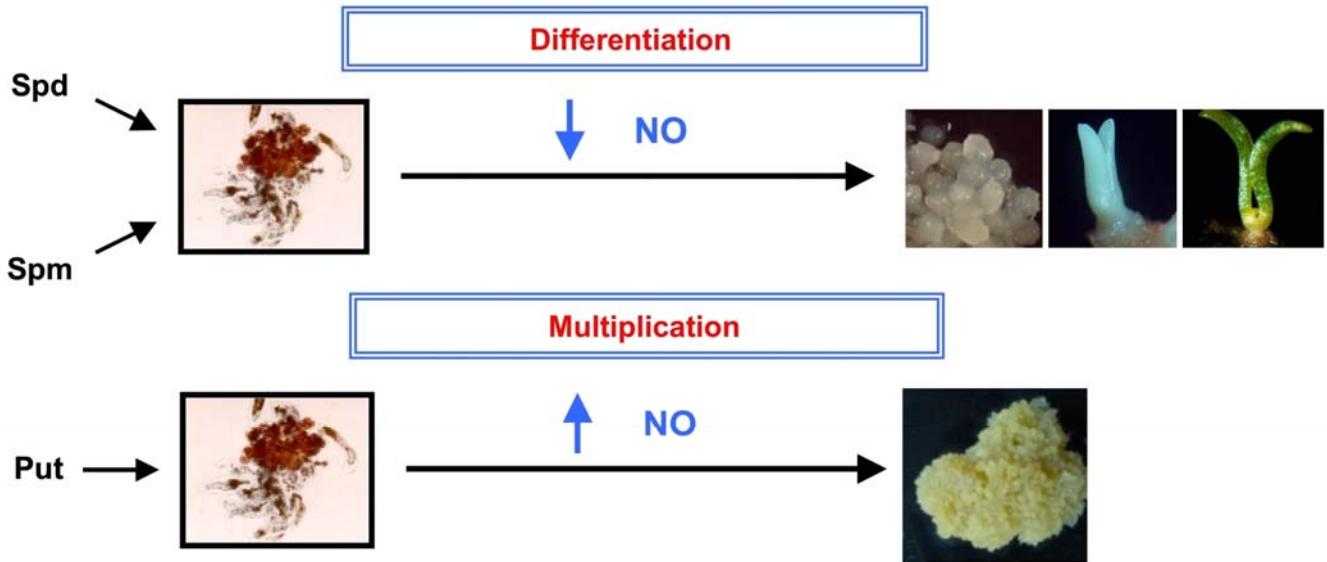 Differentiation
Spd
NO
Spm
Multiplication
NO
Put